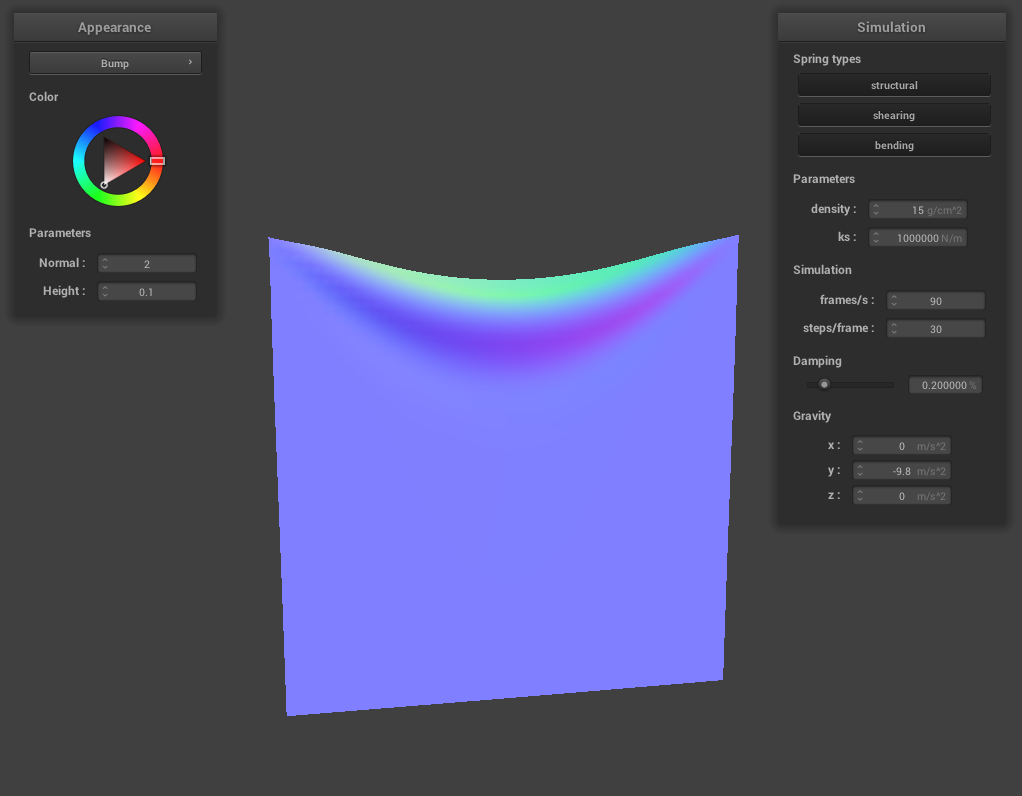 Appearance
Bump
Color
Parameters
Normal : 2
Height : 0.1
Simulation
Spring types
structural
shearing
bending
Parameters
density : 15 g/cm^2
ks : 1000000 N/m
Simulation
frames/s : 90
steps/frame : 30
Damping
0.200000 %
Gravity
x : 0 m/s^2
y : -9.8 m/s^2
z : 0 m/s^2